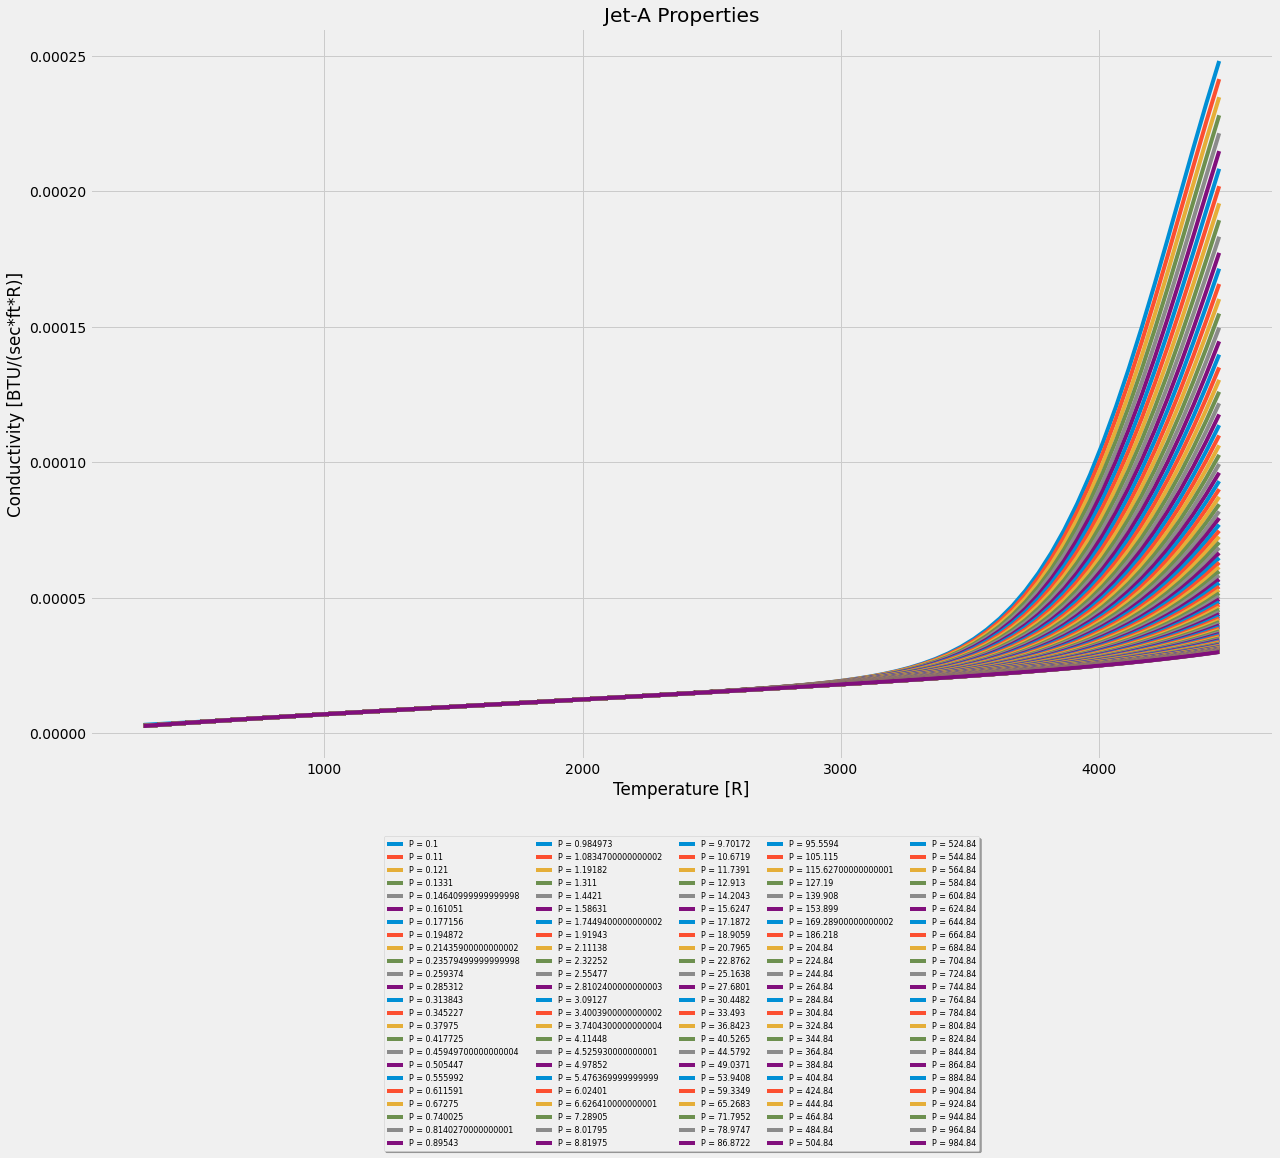 Jet-A Properties
0.00025
0.00020
0.00015
0.00010
0.00005
0.00000
Conductivity [BTU/(sec*ft*R)]
1000 2000 3000 4000
Temperature [R]
P = 0.1
P = 0.11
P = 0.121
P = 0.1331
P = 0.14640999999999998
P = 0.161051
P = 0.177156
P = 0.194872
P = 0.21435900000000002
P = 0.23579499999999998
P = 0.259374
P = 0.285312
P = 0.313843
P = 0.345227
P = 0.37975
P = 0.417725
P = 0.45949700000000004
P = 0.505447
P = 0.555992
P = 0.611591
P = 0.67275
P = 0.740025
P = 0.8140270000000001
P = 0.89543
P = 0.984973
P = 1.0834700000000002
P = 1.19182
P = 1.311
P = 1.4421
P = 1.58631
P = 1.7449400000000002
P = 1.91943
P = 2.11138
P = 2.32252
P = 2.55477
P = 2.8102400000000003
P = 3.09127
P = 3.4003900000000002
P = 3.7404300000000004
P = 4.11448
P = 4.525930000000001
P = 4.97852
P = 5.476369999999999
P = 6.02401
P = 6.626410000000001
P = 7.28905
P = 8.01795
P = 8.81975
P = 9.70172
P = 10.6719
P = 11.7391
P = 12.913
P = 14.2043
P = 15.6247
P = 17.1872
P = 18.9059
P = 20.7965
P = 22.8762
P = 25.1638
P = 27.6801
P = 30.4482
P = 33.493
P = 36.8423
P = 40.5265
P = 44.5792
P = 49.0371
P = 53.9408
P = 59.3349
P = 65.2683
P = 71.7952
P = 78.9747
P = 86.8722
P = 95.5594
P = 105.115
P = 115.62700000000001
P = 127.19
P = 139.908
P = 153.899
P = 169.28900000000002
P = 186.218
P = 204.84
P = 224.84
P = 244.84
P = 264.84
P = 284.84
P = 304.84
P = 324.84
P = 344.84
P = 364.84
P = 384.84
P = 404.84
P = 424.84
P = 444.84
P = 464.84
P = 484.84
P = 504.84
P = 524.84
P = 544.84
P = 564.84
P = 584.84
P = 604.84
P = 624.84
P = 644.84
P = 664.84
P = 684.84
P = 704.84
P = 724.84
P = 744.84
P = 764.84
P = 784.84
P = 804.84
P = 824.84
P = 844.84
P = 864.84
P = 884.84
P = 904.84
P = 924.84
P = 944.84
P = 964.84
P = 984.84